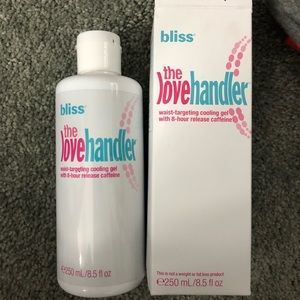 bliss
the
lovehandler
waist-targeting cooling gel
with 8-hour release caffeine
℮250 mL/8.5 fl oz
bliss
the
lovehandler
waist-targeting cooling gel
with 8-hour release caffeine
℮250 mL/8.5 fl oz
This is not a weight or fat loss product